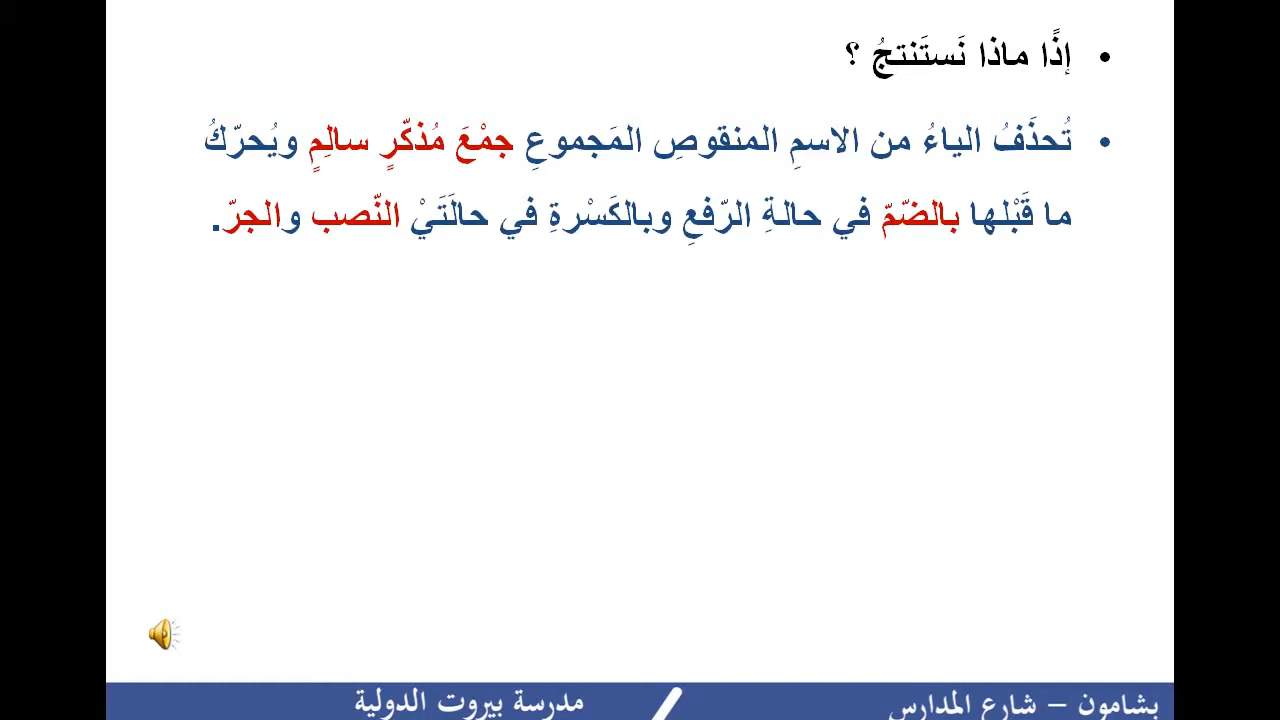 • إذًا ماذا نَستَنتجُ ؟
• تُحذَفُ الياءُ من الاسمِ المنقوصِ المَجموعِ جمْعَ مُذكّرٍ سالِمٍ ويُحرّكُ
ما قَبْلها بالضّمّ في حالةِ الرّفعِ وبالكَسْرةِ في حالَتَيْ النّصب والجرّ.
بشامون – شارع المدارس
مدرسة بيروت الدولية